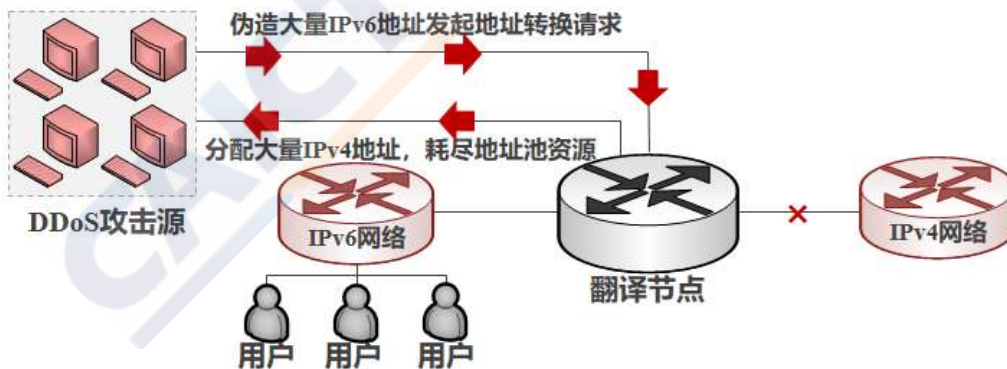 伪造大量IPv6地址发起地址转换请求
分配大量IPv4地址，耗尽地址池资源
DDoS攻击源
IPv6网络
IPv4网络
翻译节点
用户 用户 用户
CAICT